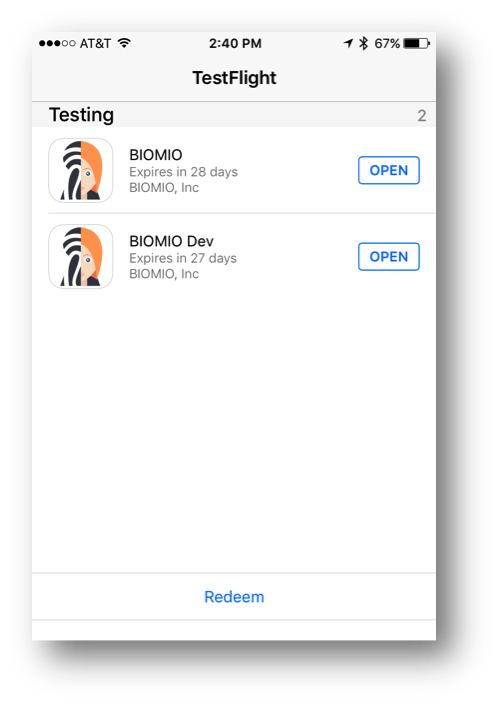 AT&T 2:40 PM 67%
TestFlight
Testing 2
BIOMIO
Expires in 28 days
BIOMIO, Inc
OPEN
BIOMIO Dev
Expires in 27 days
BIOMIO, Inc
OPEN
Redeem